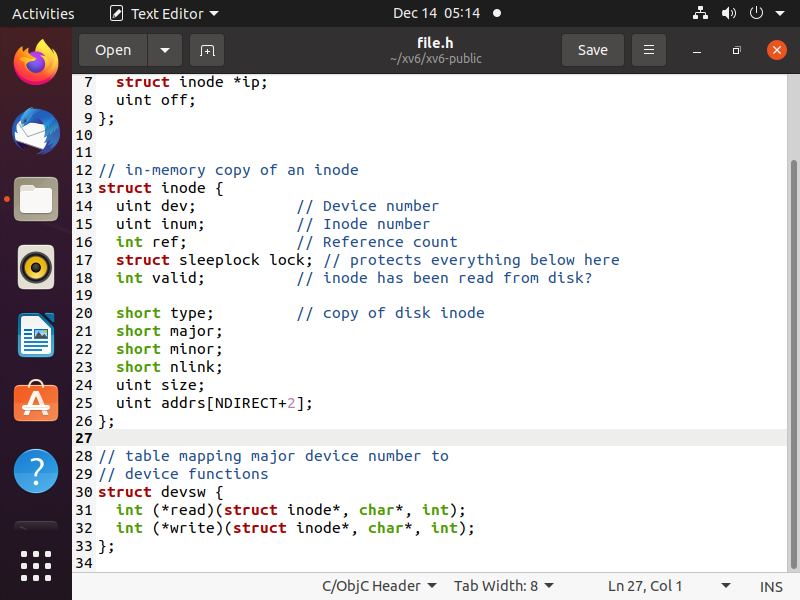 Activities Text Editor Dec 14 05:14
Open file.h Save
~/xv6/xv6-public
7 struct inode *ip;
8 uint off;
9 };
10
11
12 // in-memory copy of an inode
13 struct inode {
14 uint dev; // Device number
15 uint inum; // Inode number
16 int ref; // Reference count
17 struct sleeplock lock; // protects everything below here
18 int valid; // inode has been read from disk?
19
20 short type; // copy of disk inode
21 short major;
22 short minor;
23 short nlink;
24 uint size;
25 uint addrs[NDIRECT+2];
26 };
27
28 // table mapping major device number to
29 // device functions
30 struct devsw {
31 int (*read)(struct inode*, char*, int);
32 int (*write)(struct inode*, char*, int);
33 };
34
C/ObjC Header Tab Width: 8 Ln 27, Col 1 INS